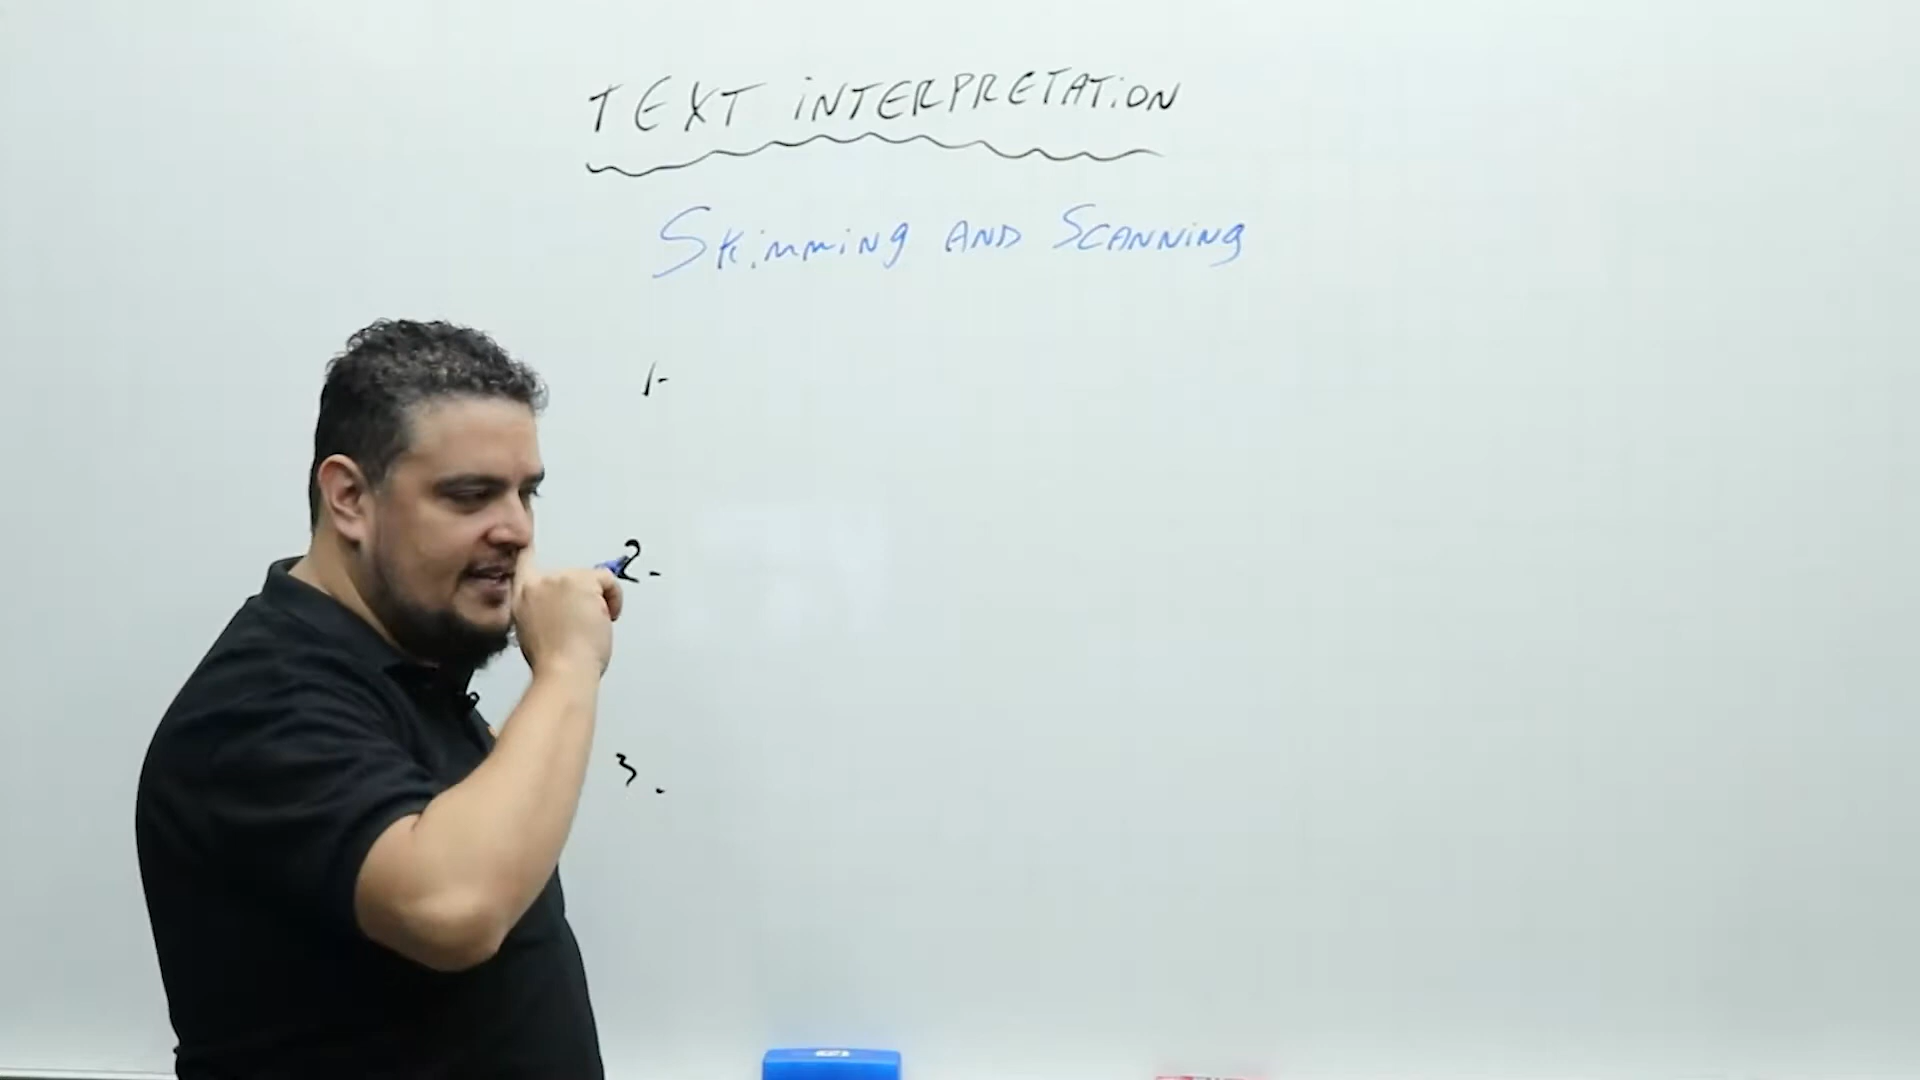 TEXT INTERPRETATION
Skimming AND SCANNING
1-
2.
3.